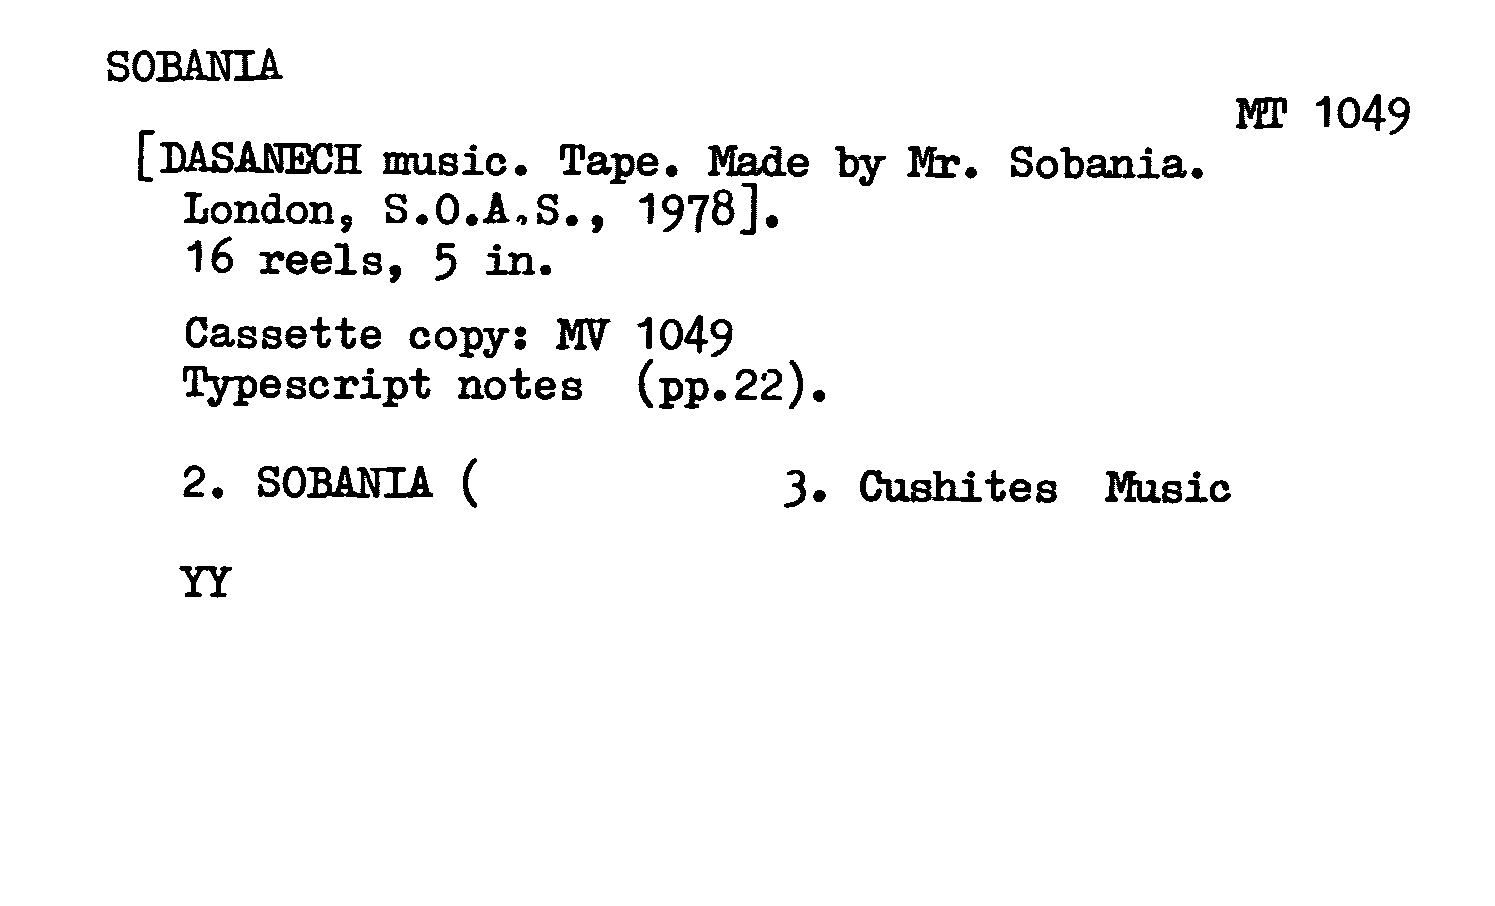 SOBANIA
MT 1049
[DASANECH music. Tape. Made by Mr. Sobania.
London, S.O.A.S., 1978].
16 reels, 5 in.
Cassette copy: MV 1049
Typescript notes (pp.22).
2. SOBANIA ( 3. Cushites Music
YY